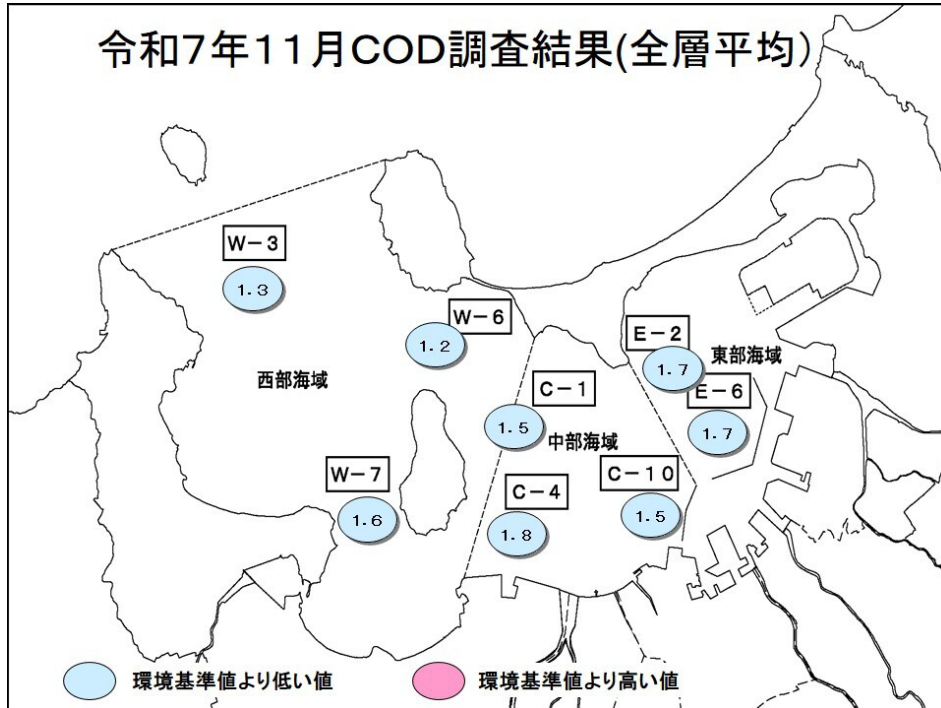 令和7年11月COD調査結果(全層平均)
W-3
1.3
W-6
1.2
西部海域
E-2
1.7
東部海域
E-6
1.7
C-1
1.5
中部海域
W-7
1.6
C-4
1.8
C-10
1.5
環境基準値より低い値
環境基準値より高い値